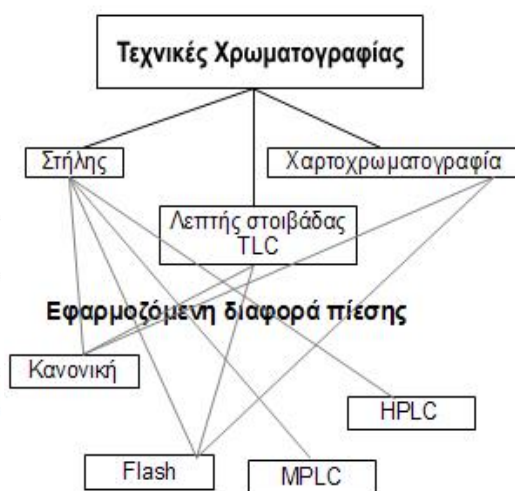 Τεχνικές Χρωματογραφίας
Στήλης
Χαρτοχρωματογραφία
Λεπτής στοιβάδας
TLC
Εφαρμοζόμενη διαφορά πίεσης
Κανονική
HPLC
Flash
MPLC